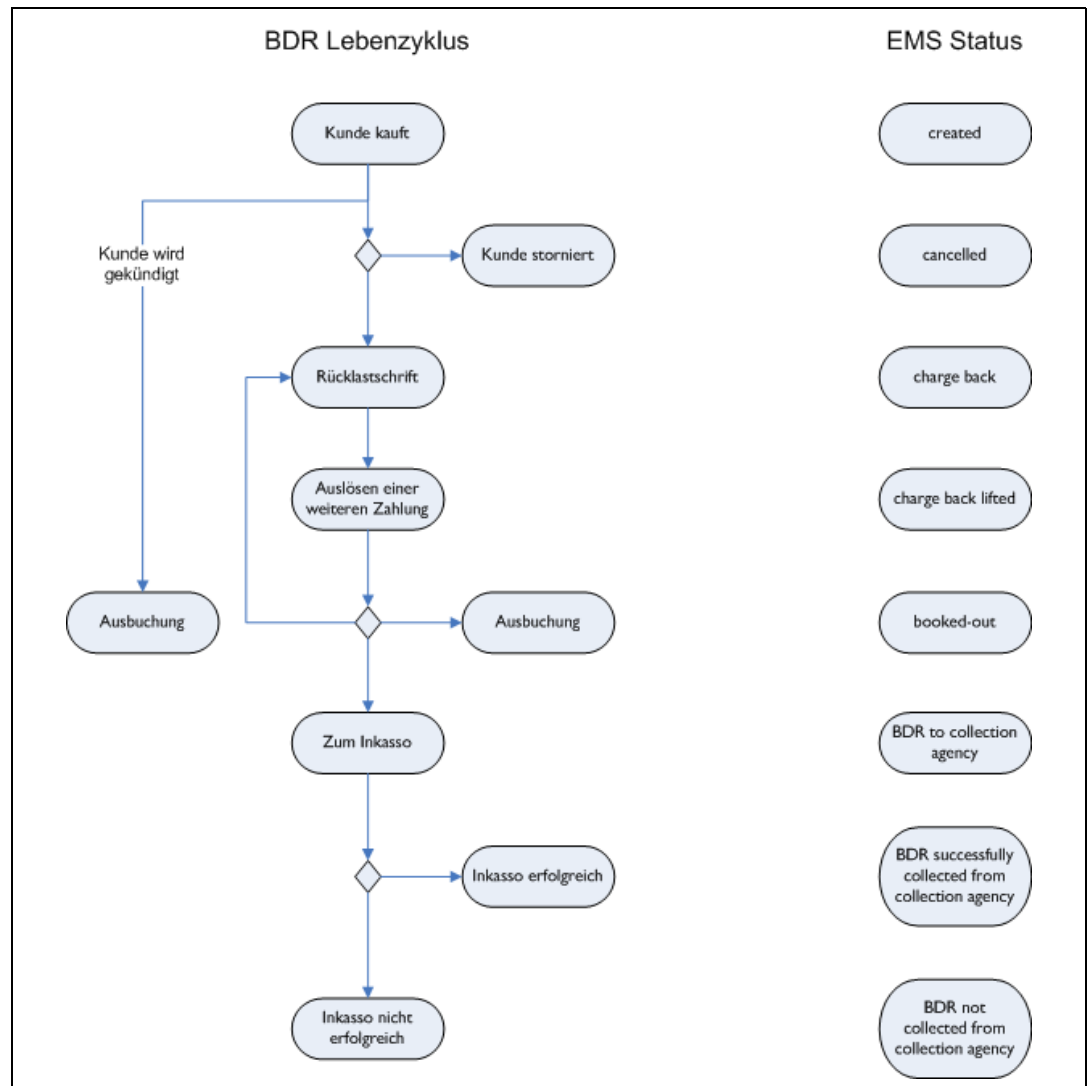 BDR Lebenzyklus
EMS Status
Kunde kauft
created
Kunde wird
gekündigt
Kunde storniert
cancelled
Rücklastschrift
charge back
Auslösen einer
weiteren Zahlung
charge back lifted
Ausbuchung
Ausbuchung
booked-out
Zum Inkasso
BDR to collection
agency
Inkasso erfolgreich
BDR successfully
collected from
collection agency
Inkasso nicht
erfolgreich
BDR not
collected from
collection agency